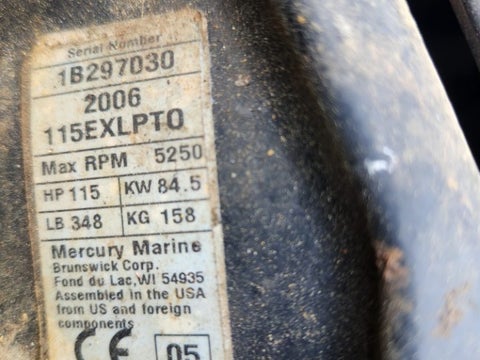 Serial Number
1B297030
2006
115EXLPTO
Max RPM 5250
HP 115 KW 84.5
LB 348 KG 158
Mercury Marine
Brunswick Corp.
Fond du Lac,WI 54935
Assembled in the USA
from US and foreign
components
CE 05